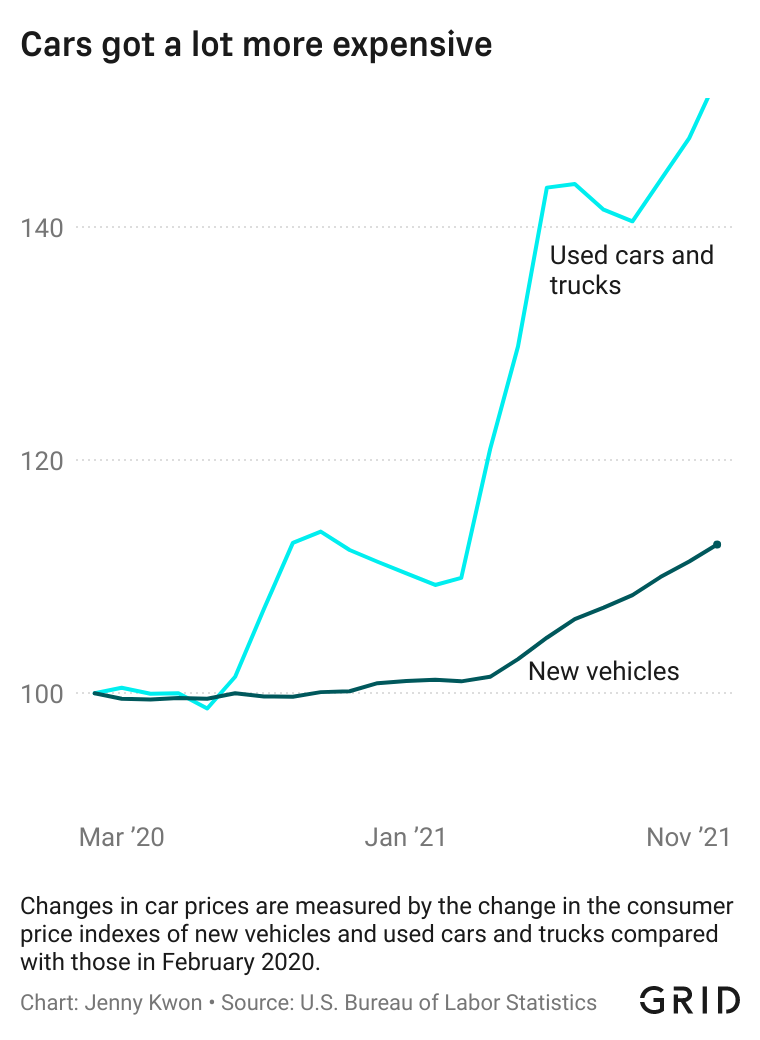 Cars got a lot more expensive
140
Used cars and
trucks
120
New vehicles
100
Mar ’20 Jan ’21 Nov ’21
Changes in car prices are measured by the change in the consumer
price indexes of new vehicles and used cars and trucks compared
with those in February 2020.
Chart: Jenny Kwon • Source: U.S. Bureau of Labor Statistics GRID